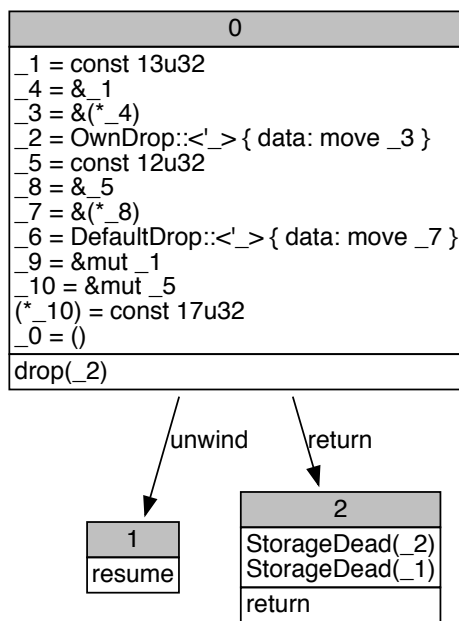 0
_1 = const 13u32
_4 = &_1
_3 = &(*_4)
_2 = OwnDrop::<'_> { data: move _3 }
_5 = const 12u32
_8 = &_5
_7 = &(*_8)
_6 = DefaultDrop::<'_> { data: move _7 }
_9 = &mut _1
_10 = &mut _5
(*_10) = const 17u32
_0 = ()
drop(_2)
unwind
return
1
resume
2
StorageDead(_2)
StorageDead(_1)
return